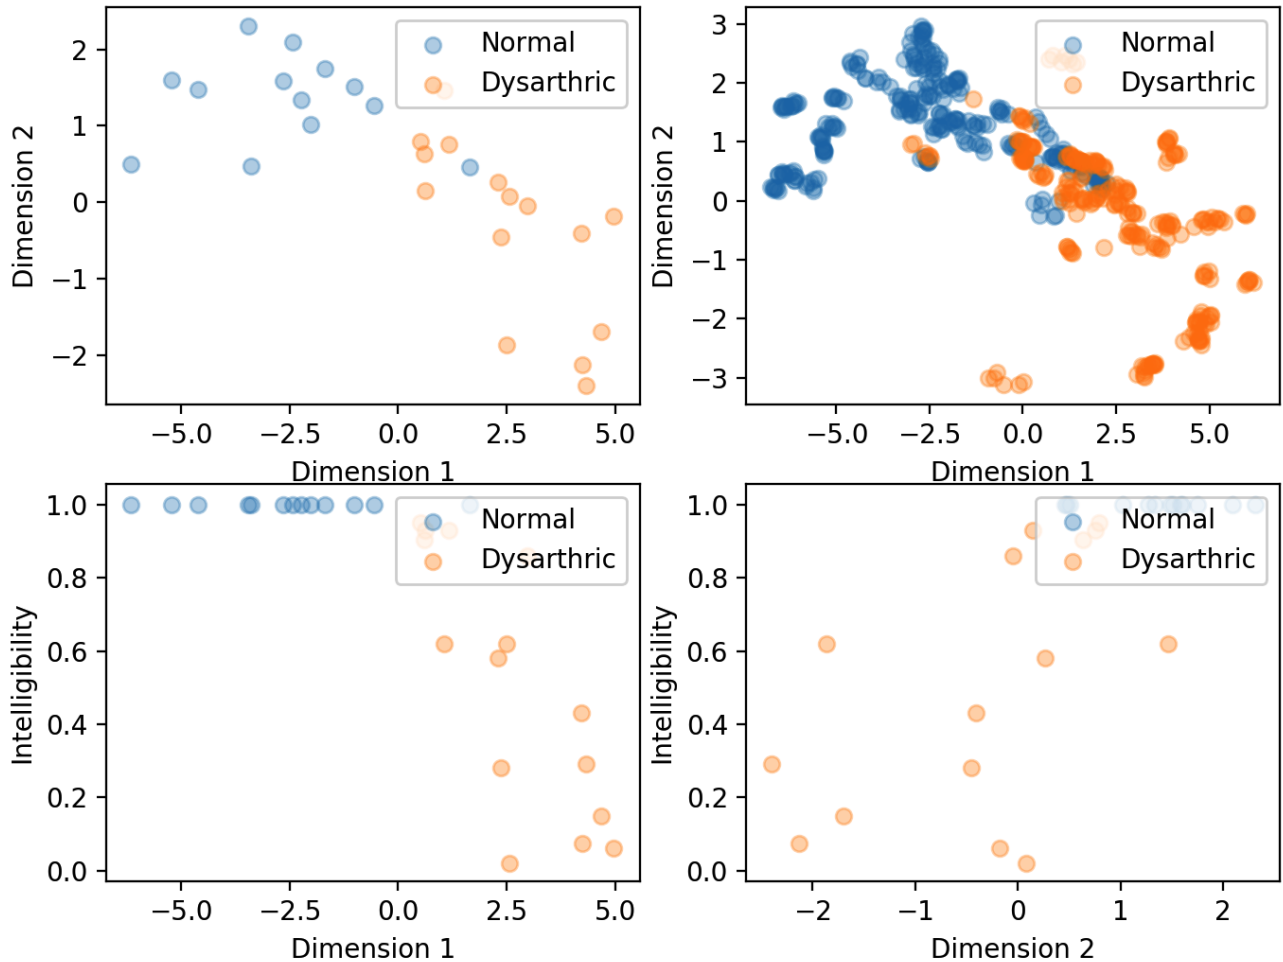 Normal
Dysarthric
2
1
0
−1
−2
Dimension 2
−5.0 −2.5 0.0 2.5 5.0
Dimension 1
Normal
Dysarthric
3
2
1
0
−1
−2
−3
Dimension 2
−5.0 −2.5 0.0 2.5 5.0
Dimension 1
Normal
Dysarthric
1.0
0.8
0.6
0.4
0.2
0.0
Intelligibility
−5.0 −2.5 0.0 2.5 5.0
Dimension 1
Normal
Dysarthric
1.0
0.8
0.6
0.4
0.2
0.0
Intelligibility
−2 −1 0 1 2
Dimension 2